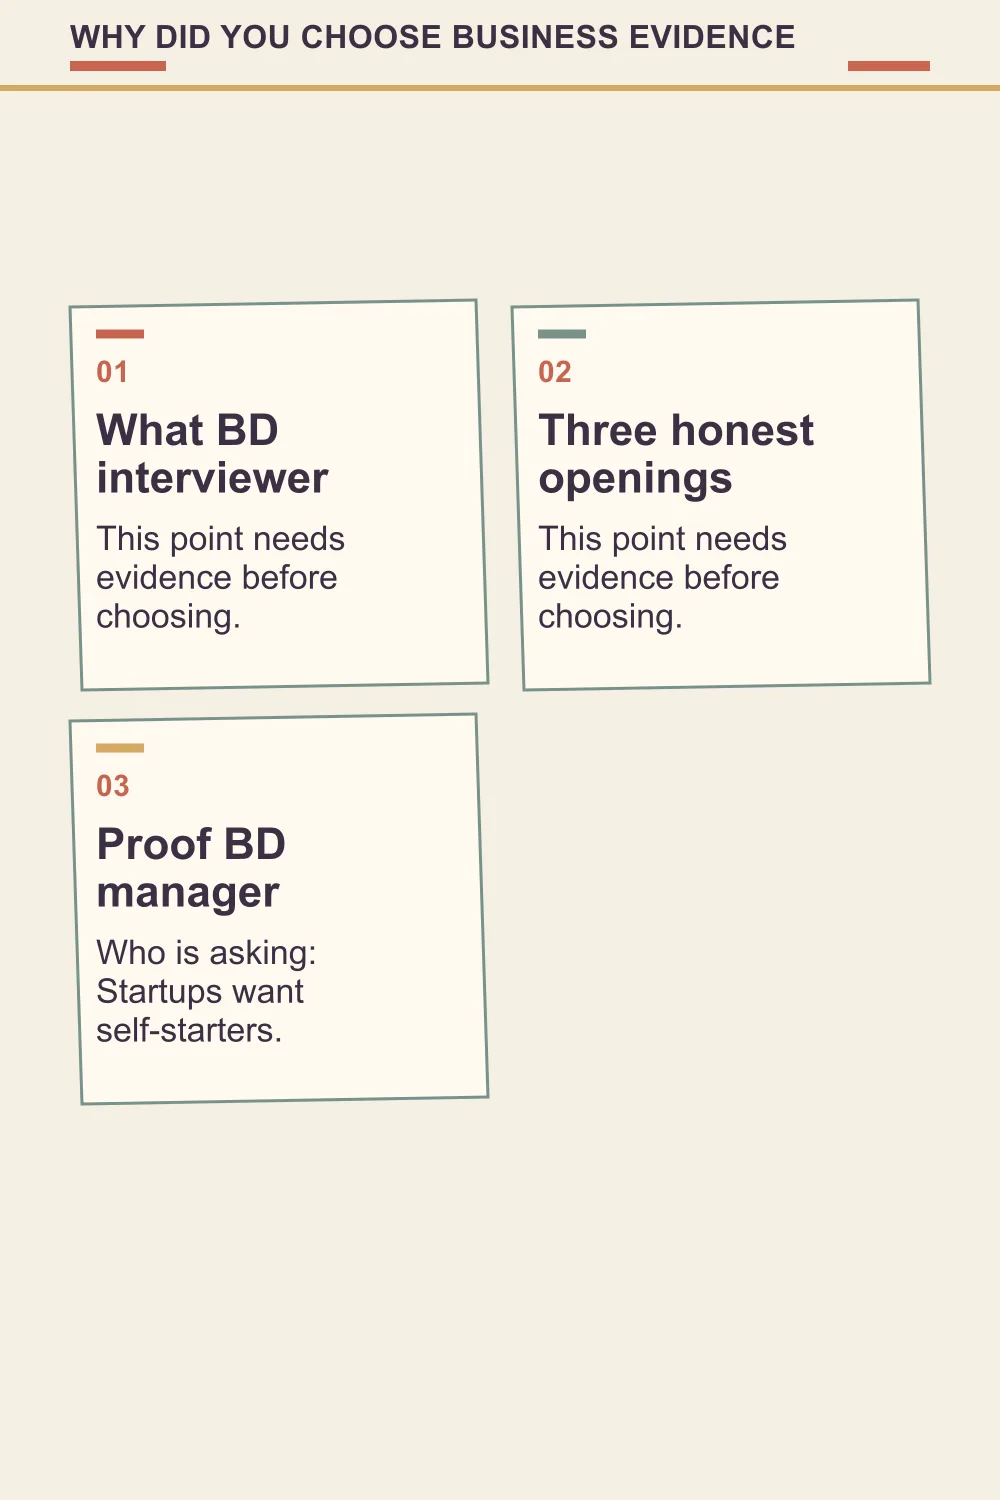 WHY DID YOU CHOOSE BUSINESS EVIDENCE
01
What BD
interviewer
This point needs
evidence before
choosing.
02
Three honest
openings
This point needs
evidence before
choosing.
03
Proof BD
manager
Who is asking:
Startups want
self-starters.